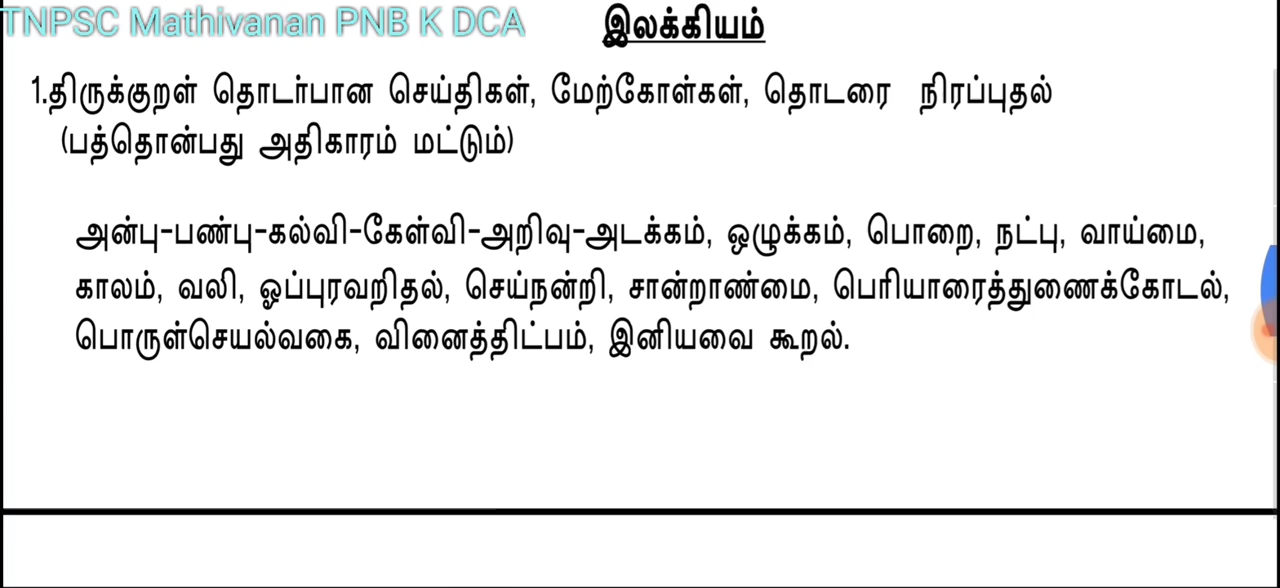 TNPSC Mathivanan PNB K DCA
இலக்கியம்
1.திருக்குறள் தொடர்பான செய்திகள், மேற்கோள்கள், தொடரை நிரப்புதல்
(பத்தொன்பது அதிகாரம் மட்டும்)
அன்பு-பண்பு-கல்வி-கேள்வி-அறிவு-அடக்கம், ஒழுக்கம், பொறை, நட்பு, வாய்மை,
காலம், வலி, ஒப்புரவறிதல், செய்நன்றி, சான்றாண்மை, பெரியாரைத்துணைக்கோடல்,
பொருள்செயல்வகை, வினைத்திட்பம், இனியவை கூறல்.